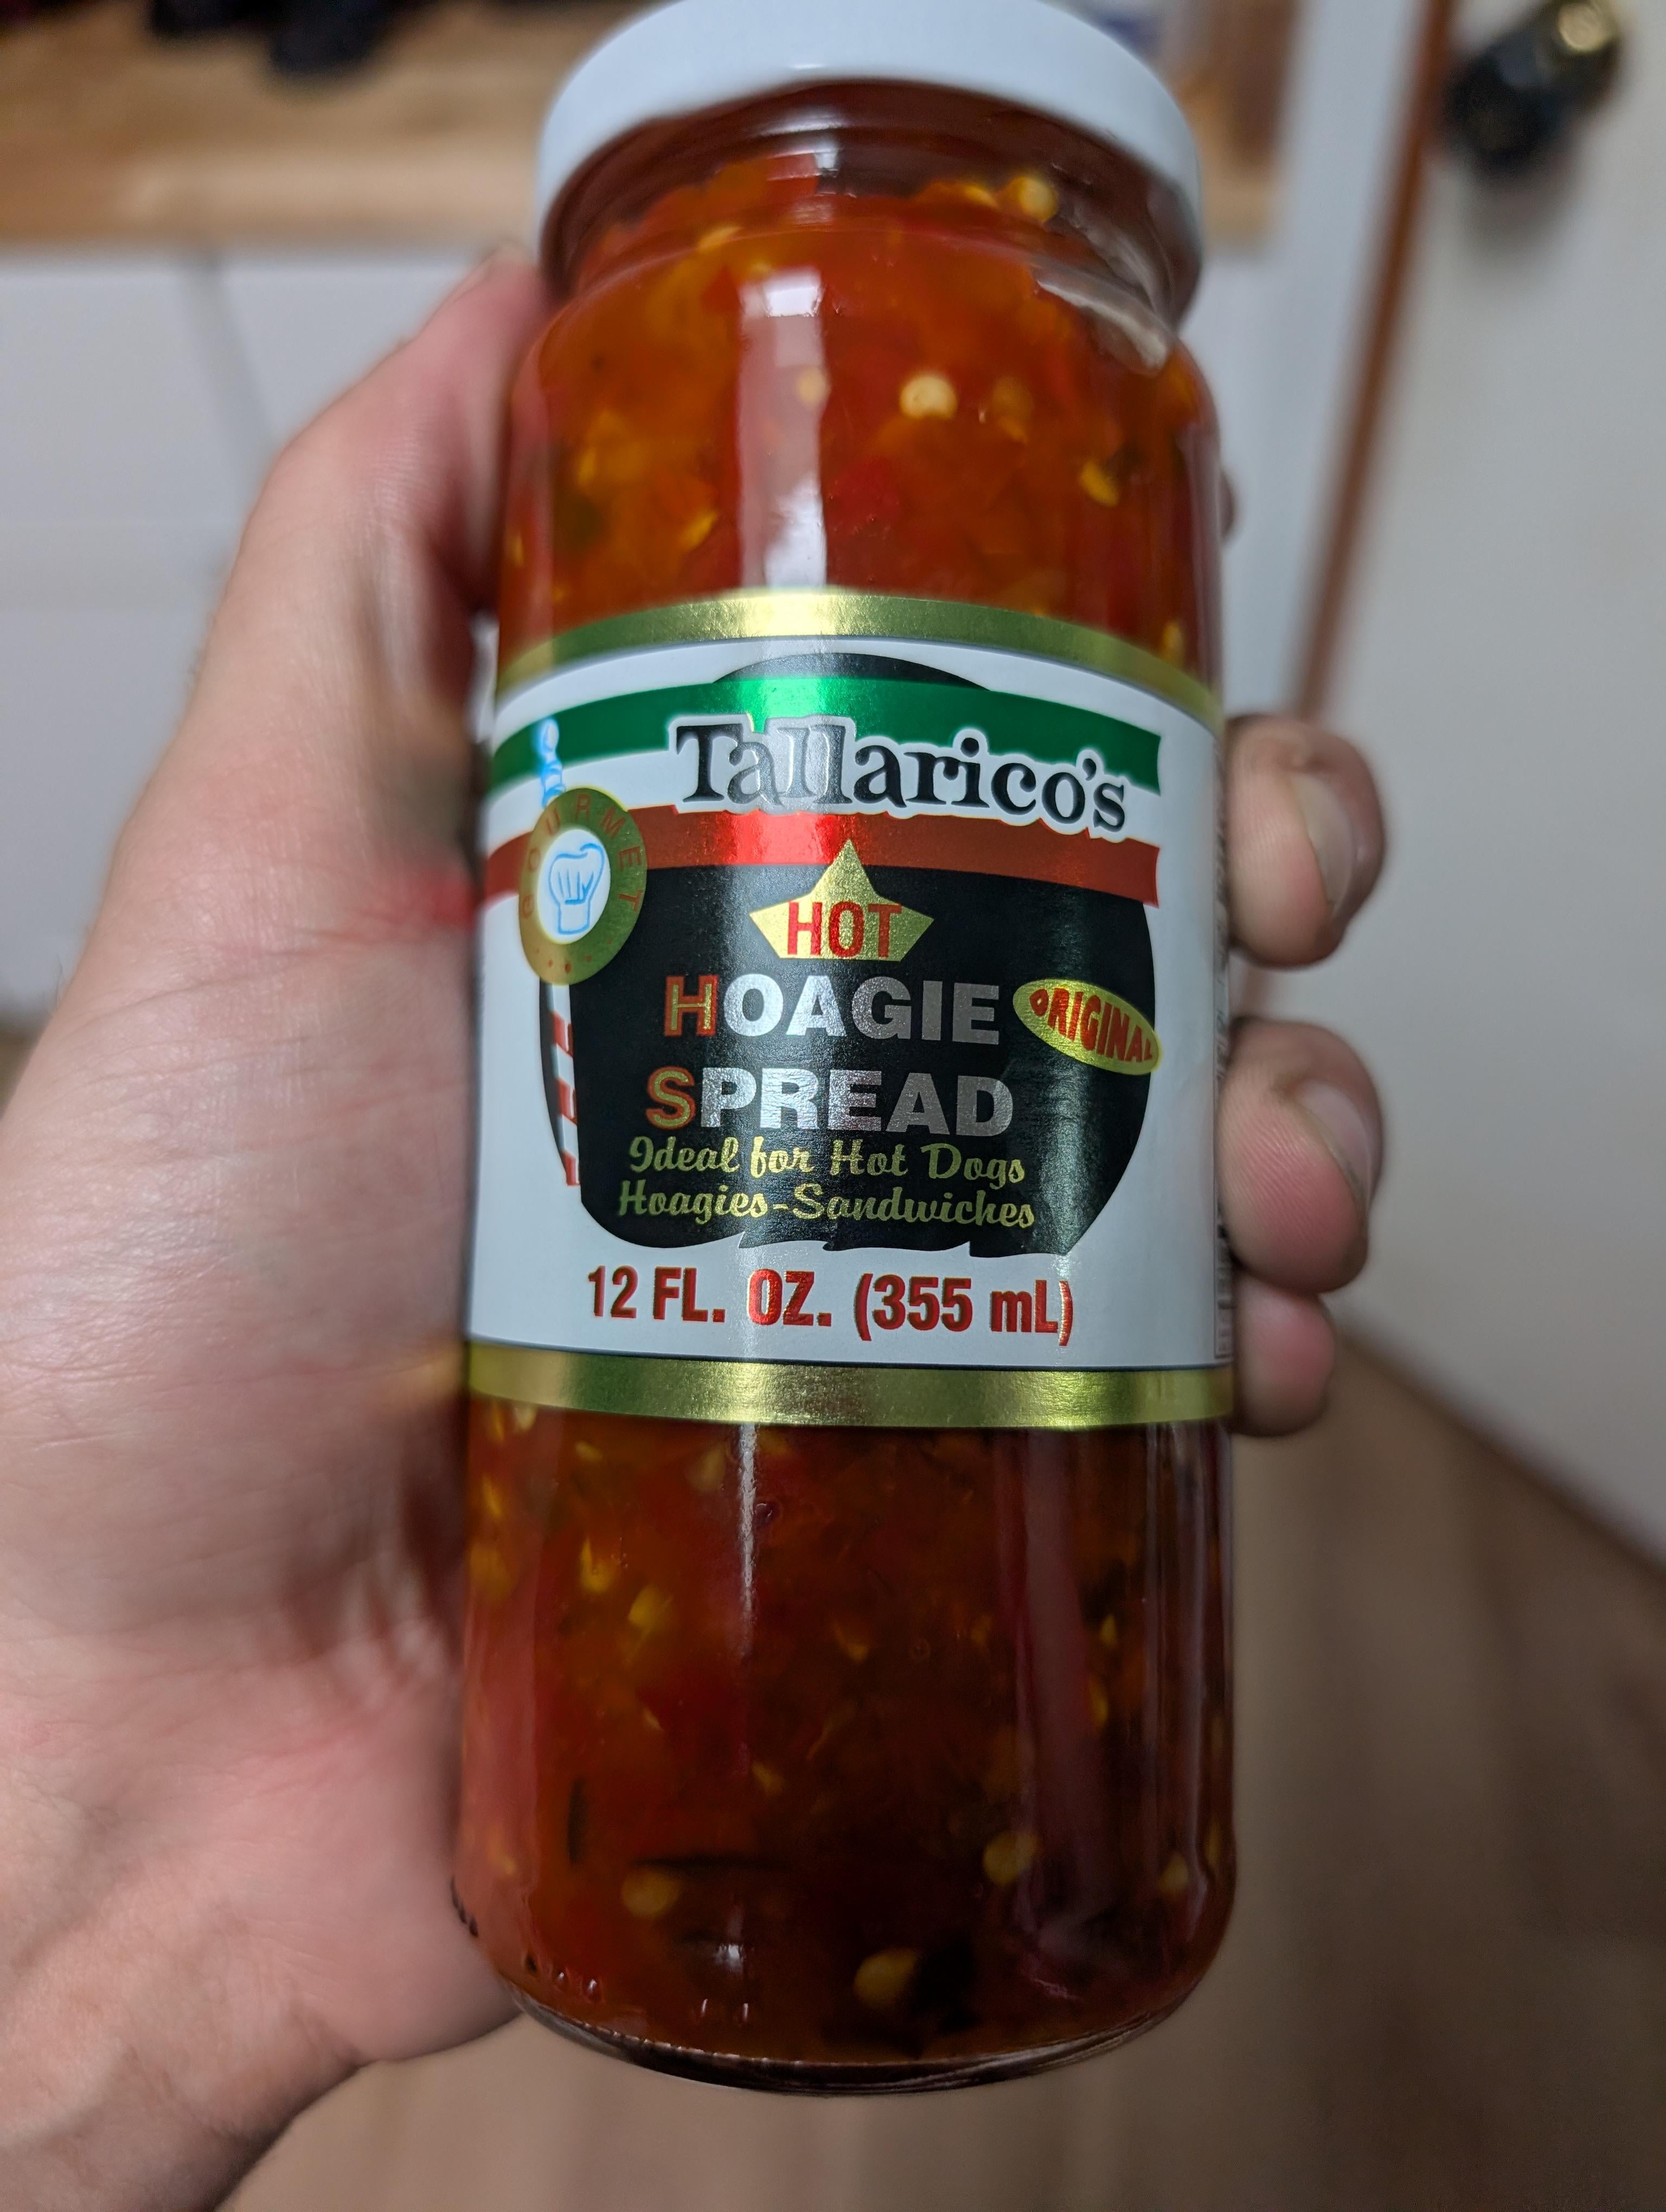 Tallarico's
GOURMET
HOT
HOAGIE
ORIGINAL
SPREAD
Ideal for Hot Dogs
Hoagies-Sandwiches
12 FL. OZ. (355 mL)